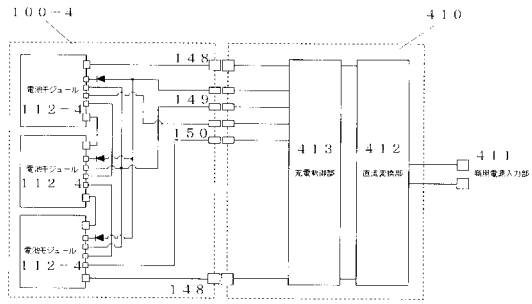 100-4
410
148
電池モジュール
112-4
149
150
電池モジュール
112-4
413
充電制御部
412
直流変換部
411
商用電源入力部
電池モジュール
112-4
148